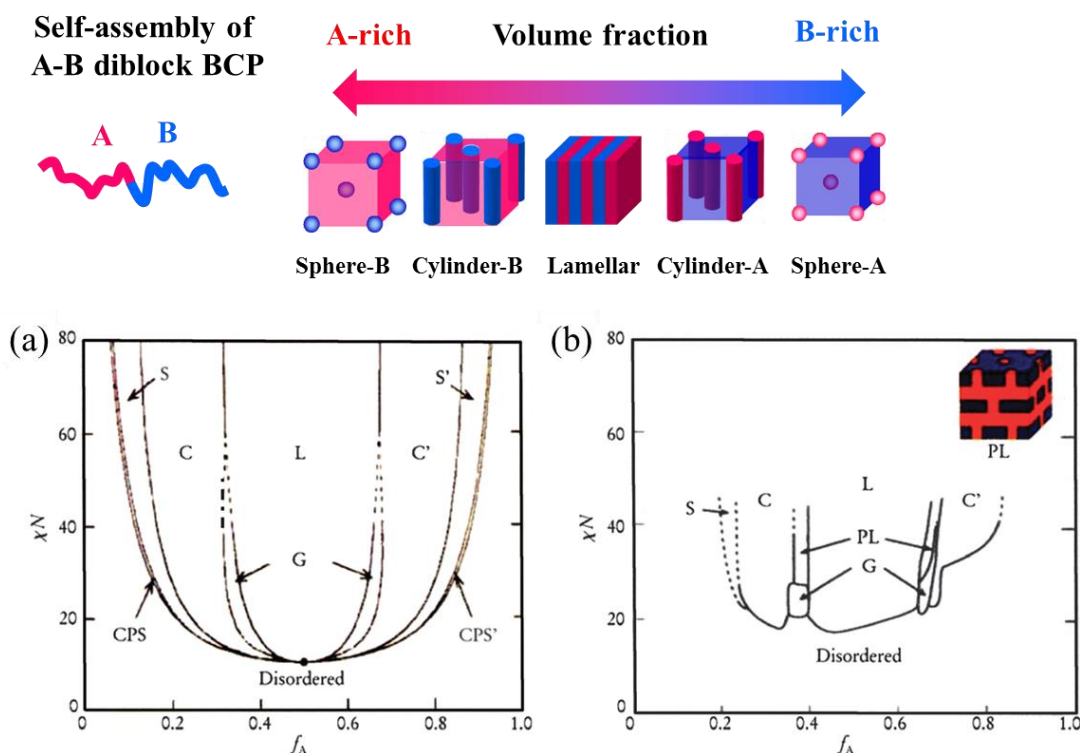 Self-assembly of
A-B diblock BCP
A-rich Volume fraction B-rich
A B
Sphere-B Cylinder-B Lamellar Cylinder-A Sphere-A
(a)
80
60
40
20
0
χN
S
S'
C
L
C'
G
CPS
CPS'
Disordered
0 0.2 0.4 0.6 0.8 1.0
fA
(b)
80
60
40
20
0
χN
PL
L
S
C
C'
PL
G
Disordered
0 0.2 0.4 0.6 0.8 1.0
fA